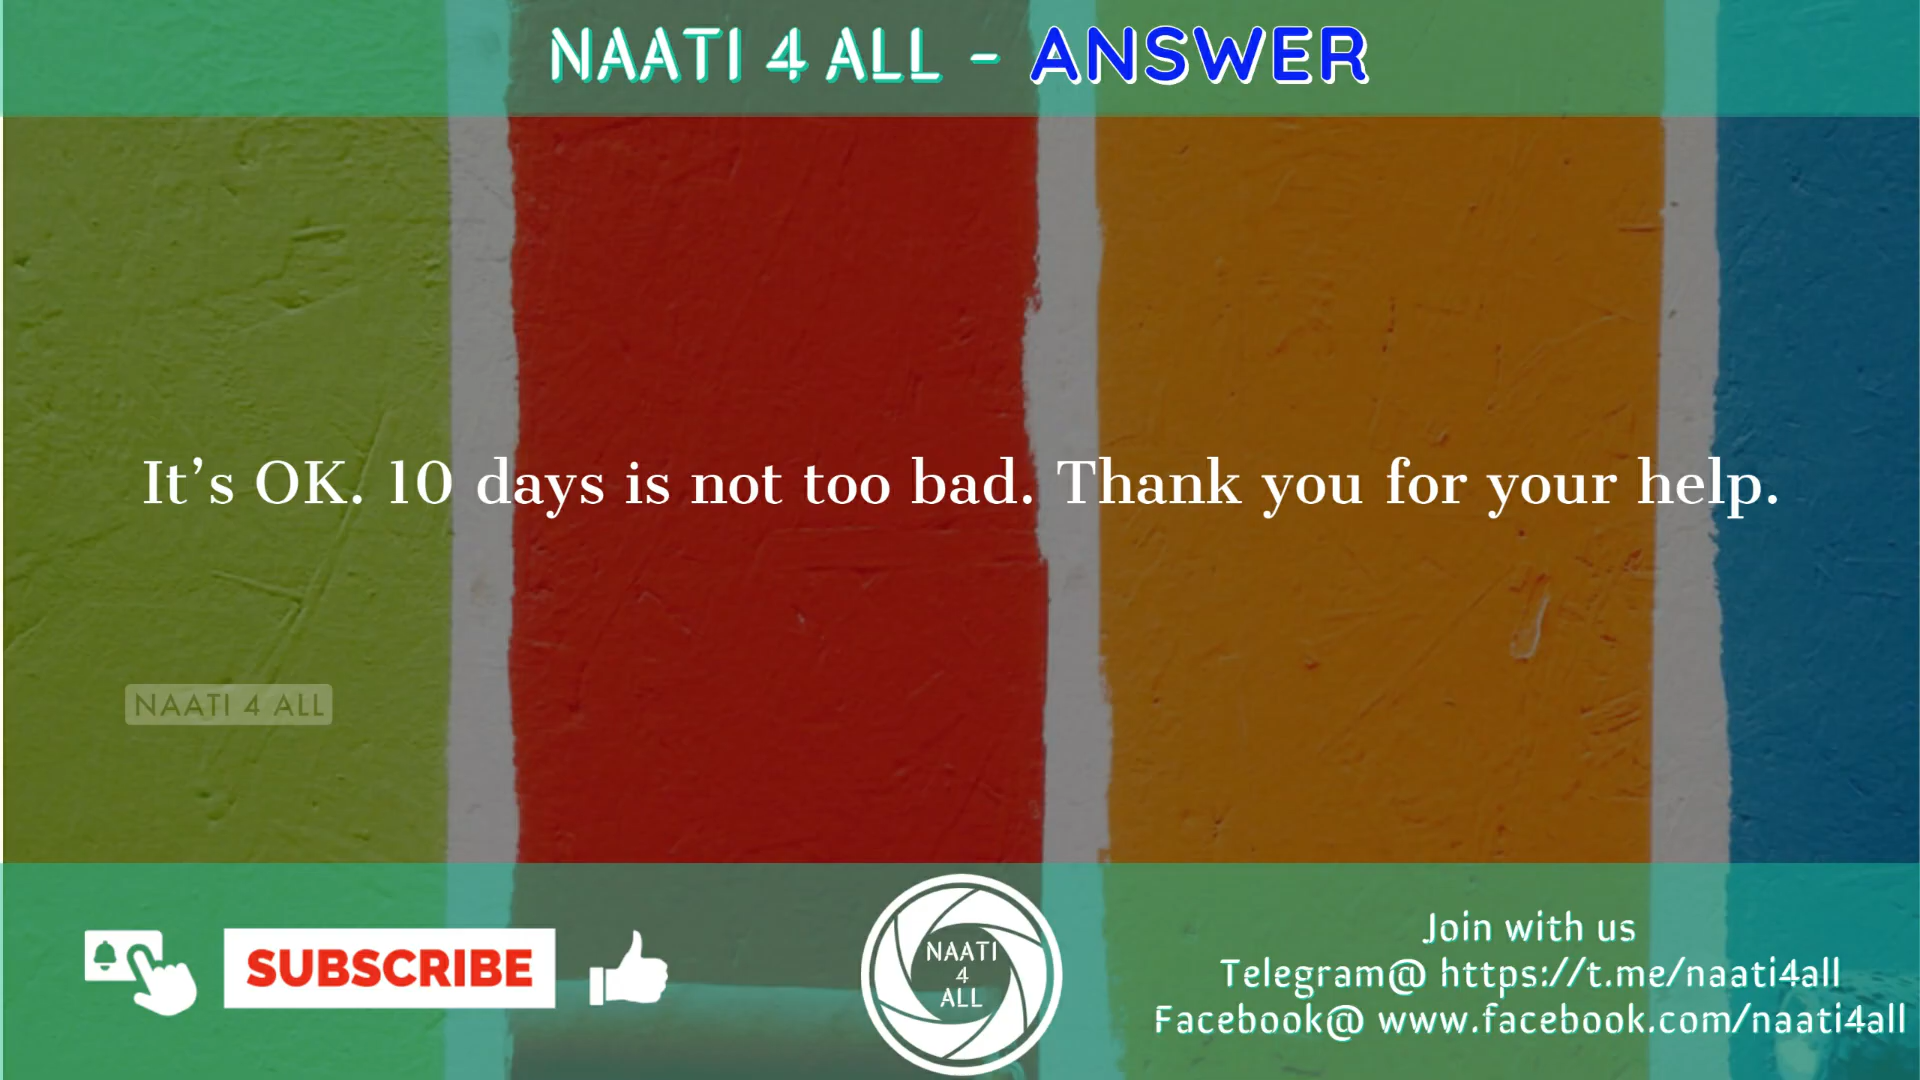 NAATI 4 ALL - ANSWER
It’s OK. 10 days is not too bad. Thank you for your help.
NAATI 4 ALL
SUBSCRIBE
NAATI
4
ALL
Join with us
Telegram@ https://t.me/naati4all
Facebook@ www.facebook.com/naati4all